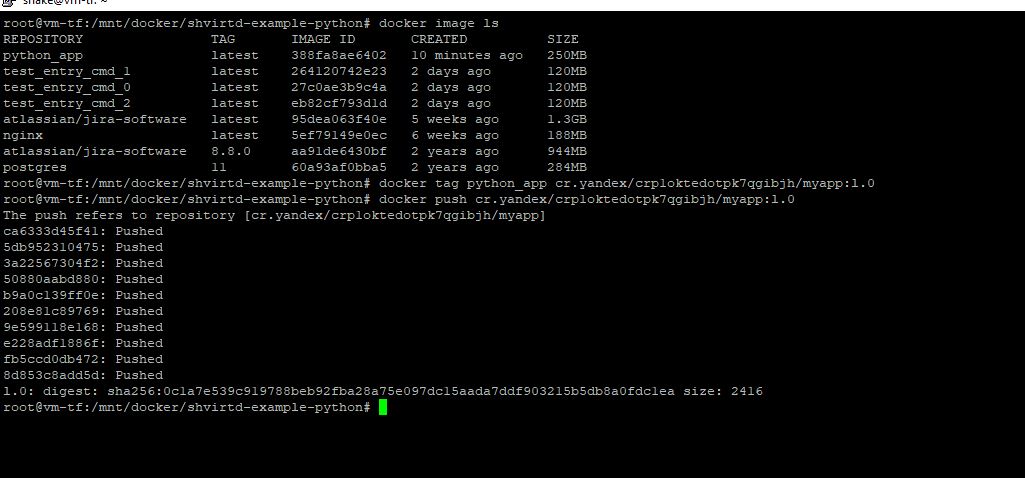 shake@vm-tf: ~
root@vm-tf:/mnt/docker/shvirtd-example-python# docker image ls
REPOSITORY TAG IMAGE ID CREATED SIZE
python_app latest 388fa8ae6402 10 minutes ago 250MB
test_entry_cmd_1 latest 264120742e23 2 days ago 120MB
test_entry_cmd_0 latest 27c0ae3b9c4a 2 days ago 120MB
test_entry_cmd_2 latest eb82cf793d1d 2 days ago 120MB
atlassian/jira-software latest 95dea063f40e 5 weeks ago 1.3GB
nginx latest 5ef79149e0ec 6 weeks ago 188MB
atlassian/jira-software 8.8.0 aa91de6430bf 2 years ago 944MB
postgres 11 60a93af0bba5 2 years ago 284MB
root@vm-tf:/mnt/docker/shvirtd-example-python# docker tag python_app cr.yandex/crp1oktedotpk7qgibjh/myapp:1.0
root@vm-tf:/mnt/docker/shvirtd-example-python# docker push cr.yandex/crp1oktedotpk7qgibjh/myapp:1.0
The push refers to repository [cr.yandex/crp1oktedotpk7qgibjh/myapp]
ca6333d45f41: Pushed
5db952310475: Pushed
3a22567304f2: Pushed
50880aabd880: Pushed
b9a0c139ff0e: Pushed
208e81c89769: Pushed
9e599118e168: Pushed
e228adf1886f: Pushed
fb5ccd0db472: Pushed
8d853c8add5d: Pushed
1.0: digest: sha256:0c1a7e539c919788beb92fba28a75e097dc15aada7ddf903215b5db8a0fdc1ea size: 2416
root@vm-tf:/mnt/docker/shvirtd-example-python#